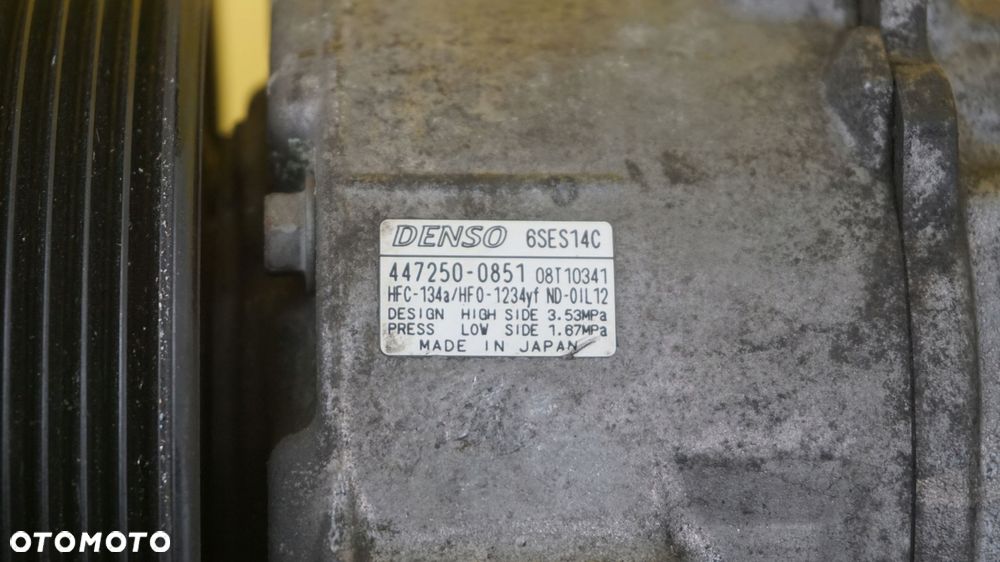 DENSO 6SES14C
447250-0851 08T10341
HFC-134a/HFO-1234yf ND-OIL12
DESIGN HIGH SIDE 3.53MPa
PRESS LOW SIDE 1.67MPa
MADE IN JAPAN
OTOMOTO